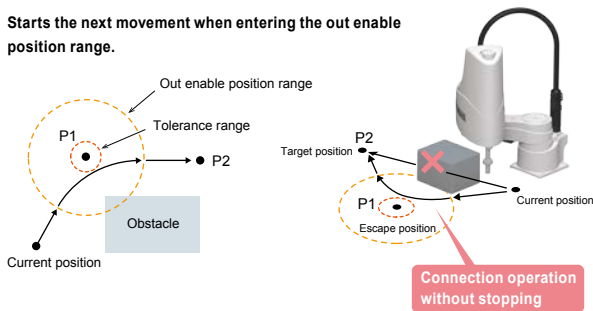 Starts the next movement when entering the out enable
position range.
Out enable position range
Tolerance range
P1
P2
Obstacle
Current position
P2
Target position
P1
Escape position
Current position
Connection operation
without stopping